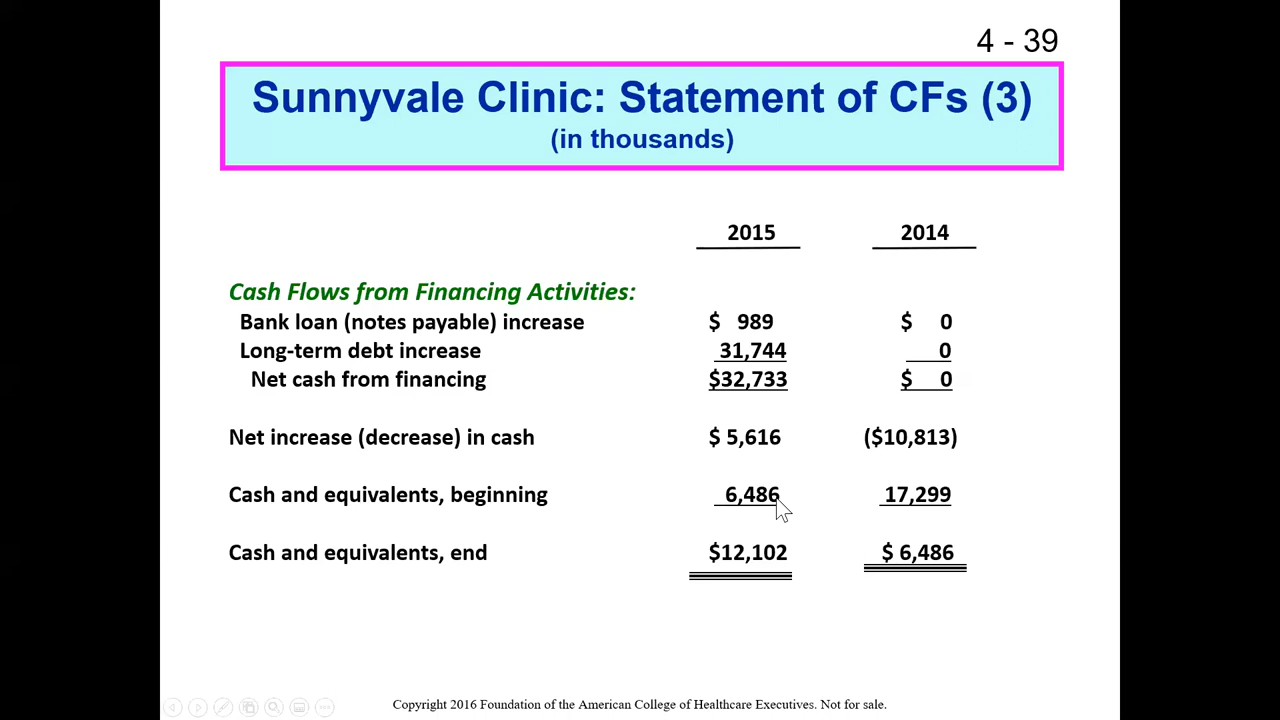 4 - 39
Sunnyvale Clinic: Statement of CFs (3)
(in thousands)
2015 2014
Cash Flows from Financing Activities:
Bank loan (notes payable) increase $ 989 $ 0
Long-term debt increase 31,744 0
Net cash from financing $32,733 $ 0
Net increase (decrease) in cash $ 5,616 ($10,813)
Cash and equivalents, beginning 6,486 17,299
Cash and equivalents, end $12,102 $ 6,486
Copyright 2016 Foundation of the American College of Healthcare Executives. Not for sale.